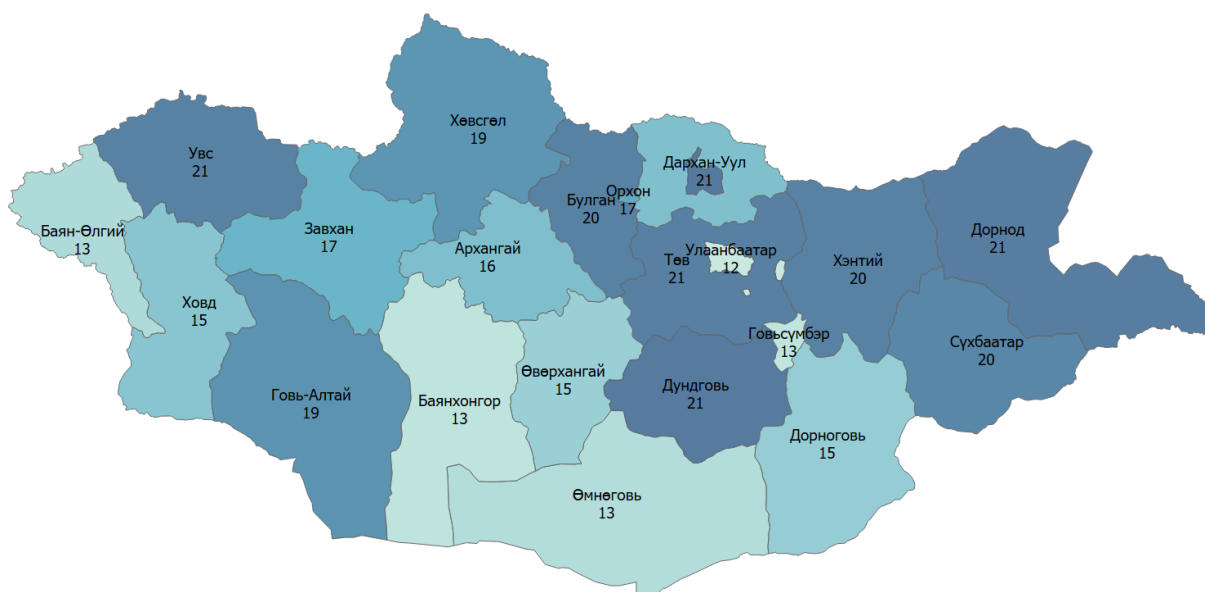 Хөвсгөл
19
Увс
21
Дархан-Уул
21
Орхон
17
Булган
20
Баян-Өлгий
13
Завхан
17
Архангай
16
Улаанбаатар
12
Төв
21
Хэнтий
20
Дорнод
21
Ховд
15
Говьсүмбэр
13
Сүхбаатар
20
Говь-Алтай
19
Баянхонгор
13
Өвөрхангай
15
Дундговь
21
Дорноговь
15
Өмнөговь
13